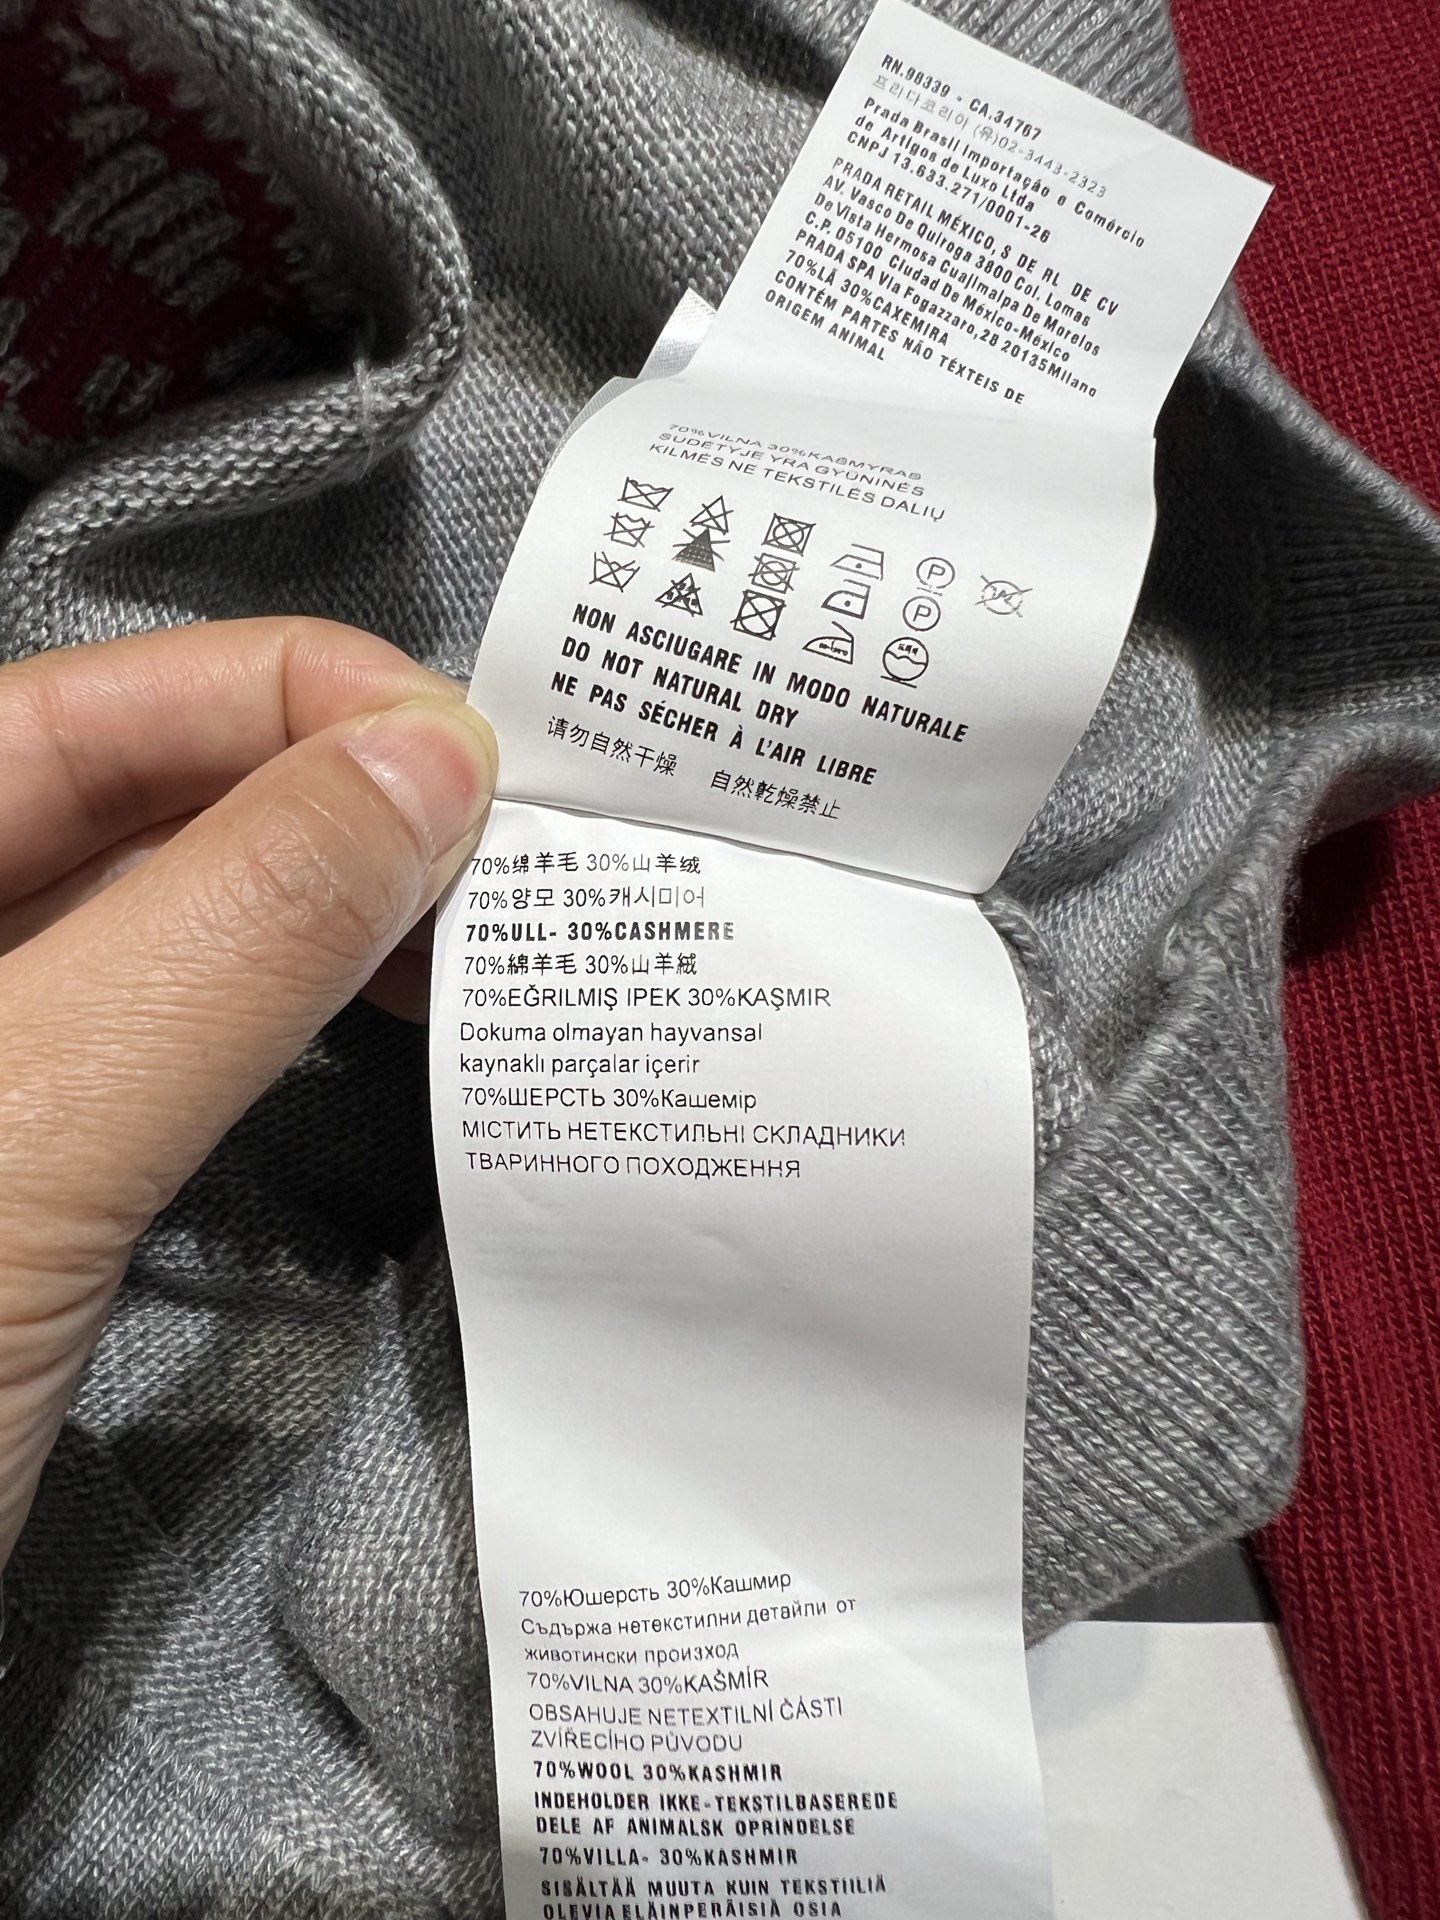 RN.98339 - CA.34767
프라다코리아 (유)02-3443-2323
Prada Brasil Importação e Comércio
de Artigos de Luxo Ltda
CNPJ 13.633.271/0001-26
PRADA RETAIL MÉXICO, S DE RL DE CV
AV. Vasco De Quiroga 3800 Col. Lomas
De Vista Hermosa Cuajimalpa De Morelos
C.P. 05100 Ciudad De México-México
PRADA SPA Via Fogazzaro,28 20135Milano
70%LÃ 30%CAXEMIRA
CONTÉM PARTES NÃO TÉXTEIS DE
ORIGEM ANIMAL
70%VILNA 30%KAŠMYRAS
SUDĖTYJE YRA GYŪNINĖS
KILMĖS NE TEKSTILĖS DALIŲ
P
P
NON ASCIUGARE IN MODO NATURALE
DO NOT NATURAL DRY
NE PAS SÉCHER À L'AIR LIBRE
请勿自然干燥 自然乾燥禁止
70%绵羊毛 30%山羊绒
70%양모 30%캐시미어
70%ULL- 30%CASHMERE
70%綿羊毛 30%山羊絨
70%EĞRILMIŞ IPEK 30%KAŞMIR
Dokuma olmayan hayvansal
kaynaklı parçalar içerir
70%ШЕРСТЬ 30%Кашемір
МІСТИТЬ НЕТЕКСТИЛЬНІ СКЛАДНИКИ
ТВАРИННОГО ПОХОДЖЕННЯ
70%Юшерсть 30%Кашмир
Съдържа нетекстилни детайли от
животински произход
70%VILNA 30%KAŠMÍR
OBSAHUJE NETEXTILNÍ ČÁSTI
ZVÍŘECÍHO PŮVODU
70%WOOL 30%KASHMIR
INDEHOLDER IKKE-TEKSTILBASEREDE
DELE AF ANIMALSK OPRINDELSE
70%VILLA- 30%KASHMIR
SISÄLTÄÄ MUUTA KUIN TEKSTIILIÄ
OLEVIA ELÄINPERÄISIÄ OSIA